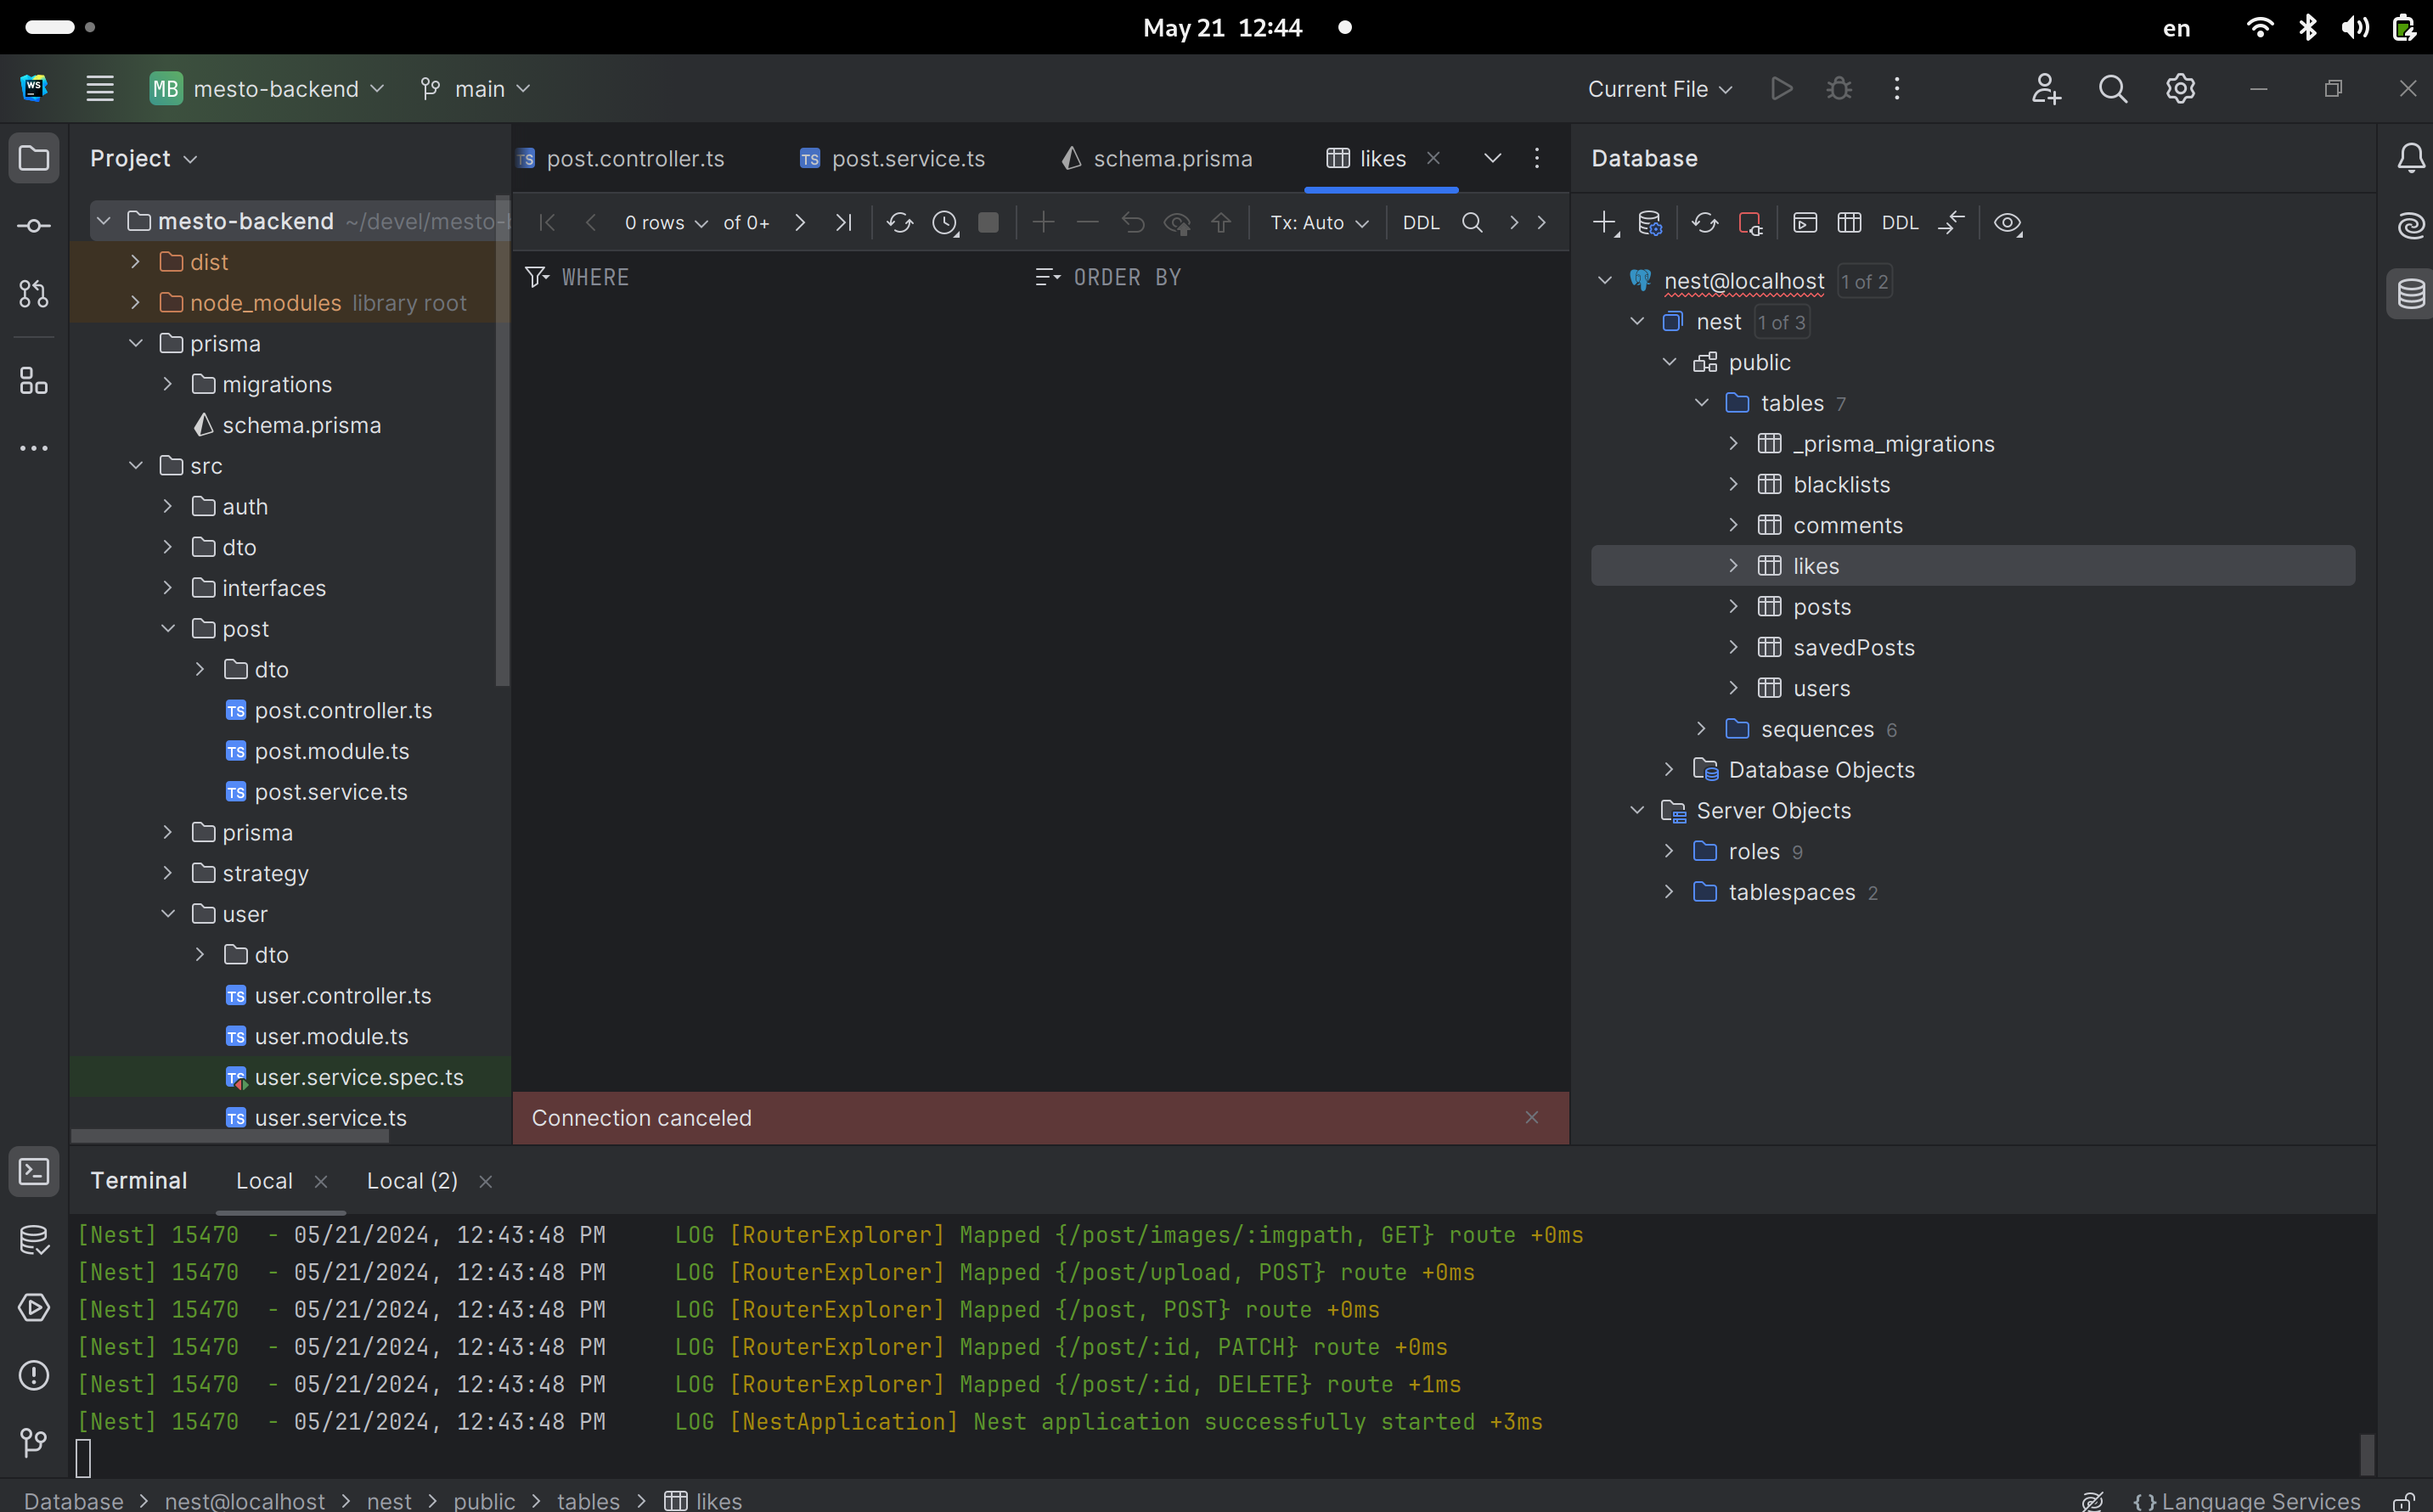 May 21 12:44
en
MB mesto-backend main Current File
Project
mesto-backend ~/devel/mesto-
dist
node_modules library root
prisma
migrations
schema.prisma
src
auth
dto
interfaces
post
dto
post.controller.ts
post.module.ts
post.service.ts
prisma
strategy
user
dto
user.controller.ts
user.module.ts
user.service.spec.ts
user.service.ts
post.controller.ts post.service.ts schema.prisma likes
0 rows of 0+ Tx: Auto DDL
WHERE ORDER BY
Connection canceled
Database
DDL
nest@localhost 1 of 2
nest 1 of 3
public
tables 7
_prisma_migrations
blacklists
comments
likes
posts
savedPosts
users
sequences 6
Database Objects
Server Objects
roles 9
tablespaces 2
Terminal Local Local (2)
[Nest] 15470 - 05/21/2024, 12:43:48 PM LOG [RouterExplorer] Mapped {/post/images/:imgpath, GET} route +0ms
[Nest] 15470 - 05/21/2024, 12:43:48 PM LOG [RouterExplorer] Mapped {/post/upload, POST} route +0ms
[Nest] 15470 - 05/21/2024, 12:43:48 PM LOG [RouterExplorer] Mapped {/post, POST} route +0ms
[Nest] 15470 - 05/21/2024, 12:43:48 PM LOG [RouterExplorer] Mapped {/post/:id, PATCH} route +0ms
[Nest] 15470 - 05/21/2024, 12:43:48 PM LOG [RouterExplorer] Mapped {/post/:id, DELETE} route +1ms
[Nest] 15470 - 05/21/2024, 12:43:48 PM LOG [NestApplication] Nest application successfully started +3ms
Database > nest@localhost > nest > public > tables > likes
{} Language Services